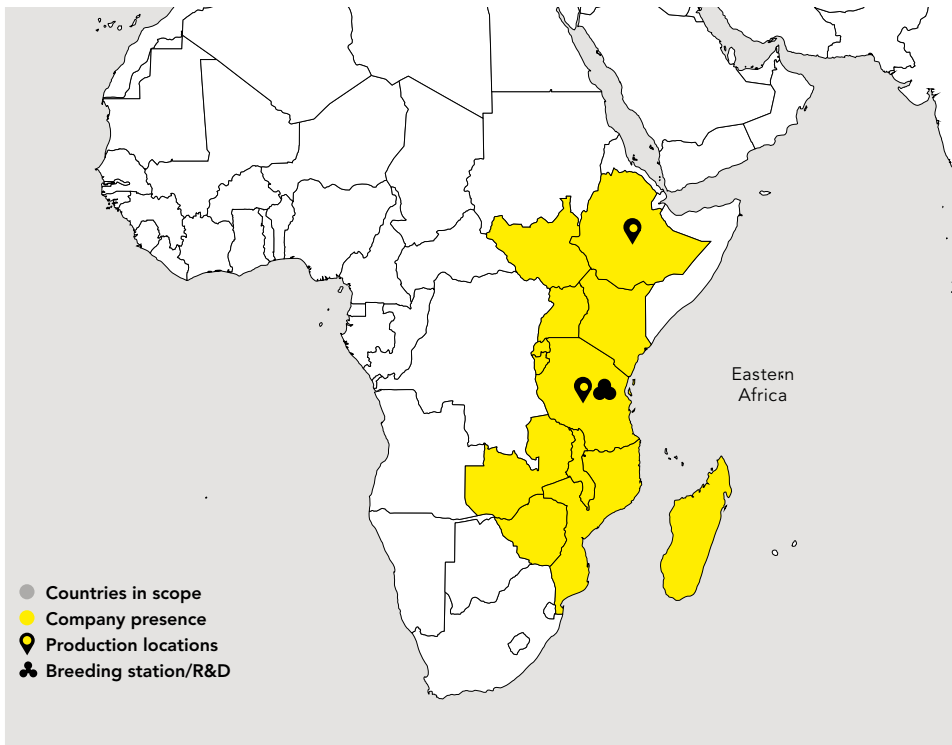 Eastern
Africa
Countries in scope
Company presence
Production locations
Breeding station/R&D